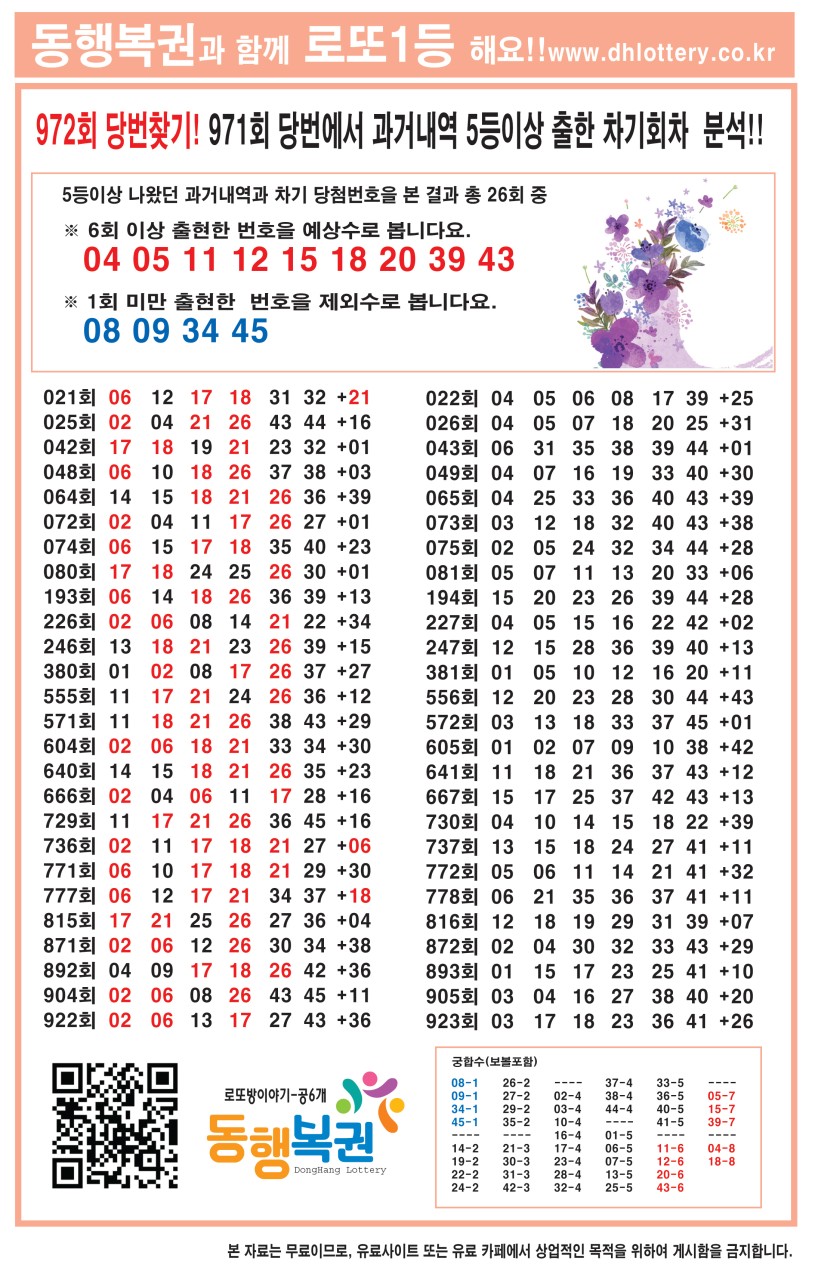 동행복권과 함께 로또1등 해요!!www.dhlottery.co.kr
972회 당번찾기! 971회 당번에서 과거내역 5등이상 출한 차기회차 분석!!
5등이상 나왔던 과거내역과 차기 당첨번호을 본 결과 총 26회 중
※ 6회 이상 출현한 번호을 예상수로 봅니다요.
04 05 11 12 15 18 20 39 43
※ 1회 미만 출현한 번호을 제외수로 봅니다요.
08 09 34 45
021회 06 12 17 18 31 32 +21
025회 02 04 21 26 43 44 +16
042회 17 18 19 21 23 32 +01
048회 06 10 18 26 37 38 +03
064회 14 15 18 21 26 36 +39
072회 02 04 11 17 26 27 +01
074회 06 15 17 18 35 40 +23
080회 17 18 24 25 26 30 +01
193회 06 14 18 26 36 39 +13
226회 02 06 08 14 21 22 +34
246회 13 18 21 23 26 39 +15
380회 01 02 08 17 26 37 +27
555회 11 17 21 24 26 36 +12
571회 11 18 21 26 38 43 +29
604회 02 06 18 21 33 34 +30
640회 14 15 18 21 26 35 +23
666회 02 04 06 11 17 28 +16
729회 11 17 21 26 36 45 +16
736회 02 11 17 18 21 27 +06
771회 06 10 17 18 21 29 +30
777회 06 12 17 21 34 37 +18
815회 17 21 25 26 27 36 +04
871회 02 06 12 26 30 34 +38
892회 04 09 17 18 26 42 +36
904회 02 06 08 26 43 45 +11
922회 02 06 13 17 27 43 +36
022회 04 05 06 08 17 39 +25
026회 04 05 07 18 20 25 +31
043회 06 31 35 38 39 44 +01
049회 04 07 16 19 33 40 +30
065회 04 25 33 36 40 43 +39
073회 03 12 18 32 40 43 +38
075회 02 05 24 32 34 44 +28
081회 05 07 11 13 20 33 +06
194회 15 20 23 26 39 44 +28
227회 04 05 15 16 22 42 +02
247회 12 15 28 36 39 40 +13
381회 01 05 10 12 16 20 +11
556회 12 20 23 28 30 44 +43
572회 03 13 18 33 37 45 +01
605회 01 02 07 09 10 38 +42
641회 11 18 21 36 37 43 +12
667회 15 17 25 37 42 43 +13
730회 04 10 14 15 18 22 +39
737회 13 15 18 24 27 41 +11
772회 05 06 11 14 21 41 +32
778회 06 21 35 36 37 41 +11
816회 12 18 19 29 31 39 +07
872회 02 04 30 32 33 43 +29
893회 01 15 17 23 25 41 +10
905회 03 04 16 27 38 40 +20
923회 03 17 18 23 36 41 +26
로또방이야기-공6개
동행복권
DongHang Lottery
궁합수(보볼포함)
08-1 26-2 ---- 37-4 33-5 ----
09-1 27-2 02-4 38-4 36-5 05-7
34-1 29-2 03-4 44-4 40-5 15-7
45-1 35-2 10-4 ---- 41-5 39-7
---- ---- 16-4 01-5 ---- ----
14-2 21-3 17-4 06-5 11-6 04-8
19-2 30-3 23-4 07-5 12-6 18-8
22-2 31-3 28-4 13-5 20-6
24-2 42-3 32-4 25-5 43-6
본 자료는 무료이므로, 유료사이트 또는 유료 카페에서 상업적인 목적을 위하여 게시함을 금지합니다.